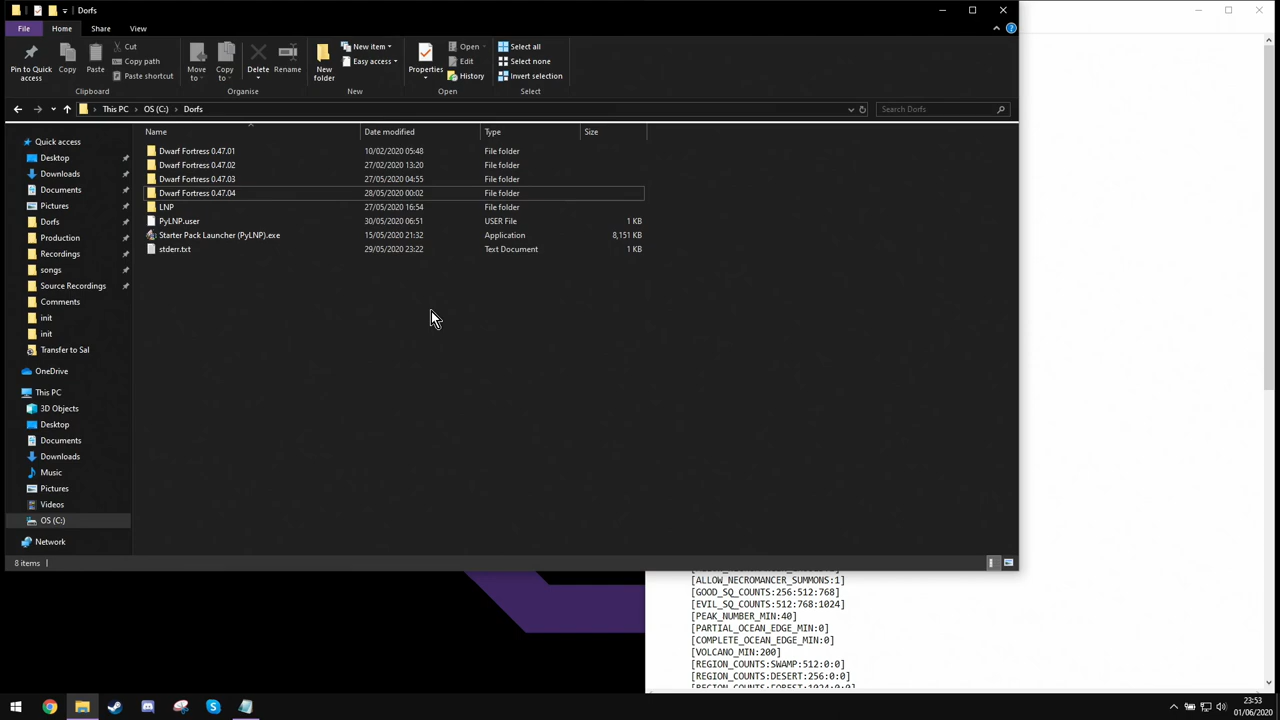 Dorfs
File Home Share View
Pin to Quick access
Copy
Paste
Cut
Copy path
Paste shortcut
Clipboard
Move to
Copy to
Delete
Rename
Organise
New folder
New item
Easy access
New
Properties
Open
Edit
History
Open
Select all
Select none
Invert selection
Select
This PC OS (C:) Dorfs
Search Dorfs
Name Date modified Type Size
Dwarf Fortress 0.47.01 10/02/2020 05:48 File folder
Dwarf Fortress 0.47.02 27/02/2020 13:20 File folder
Dwarf Fortress 0.47.03 27/05/2020 04:55 File folder
Dwarf Fortress 0.47.04 28/05/2020 00:02 File folder
LNP 27/05/2020 16:54 File folder
PyLNP.user 30/05/2020 06:51 USER File 1 KB
Starter Pack Launcher (PyLNP).exe 15/05/2020 21:32 Application 8,151 KB
stderr.txt 29/05/2020 23:22 Text Document 1 KB
Quick access
Desktop
Downloads
Documents
Pictures
Dorfs
Production
Recordings
songs
Source Recordings
Comments
init
init
Transfer to Sal
OneDrive
This PC
3D Objects
Desktop
Documents
Downloads
Music
Pictures
Videos
OS (C:)
Network
8 items
[ALLOW_NECROMANCER_SUMMONS:1]
[GOOD_SQ_COUNTS:256:512:768]
[EVIL_SQ_COUNTS:512:768:1024]
[PEAK_NUMBER_MIN:40]
[PARTIAL_OCEAN_EDGE_MIN:0]
[COMPLETE_OCEAN_EDGE_MIN:0]
[VOLCANO_MIN:200]
[REGION_COUNTS:SWAMP:512:0:0]
[REGION_COUNTS:DESERT:256:0:0]
[REGION_COUNTS:FOREST:1024:0:0]
23:53
01/06/2020